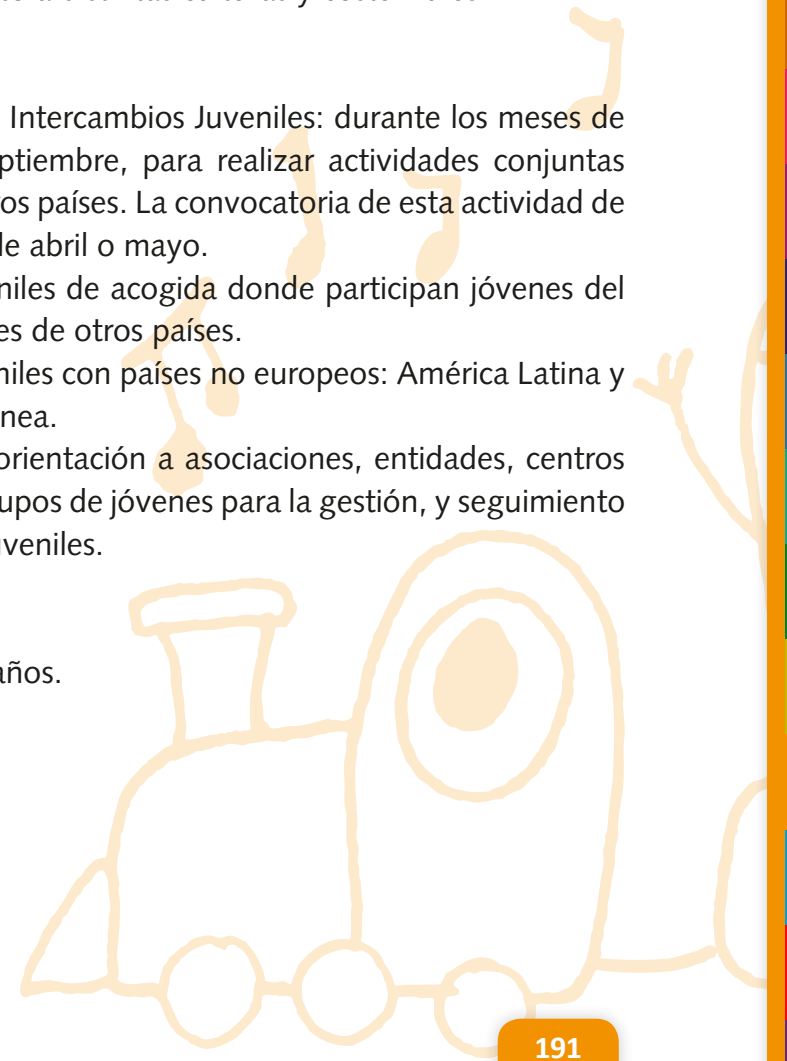 Intercambios Juveniles: durante los meses de
ptiembre, para realizar actividades conjuntas
os países. La convocatoria de esta actividad de
de abril o mayo.
niles de acogida donde participan jóvenes del
es de otros países.
niles con países no europeos: América Latina y
nea.
orientación a asociaciones, entidades, centros
upos de jóvenes para la gestión, y seguimiento
uveniles.
años.
191